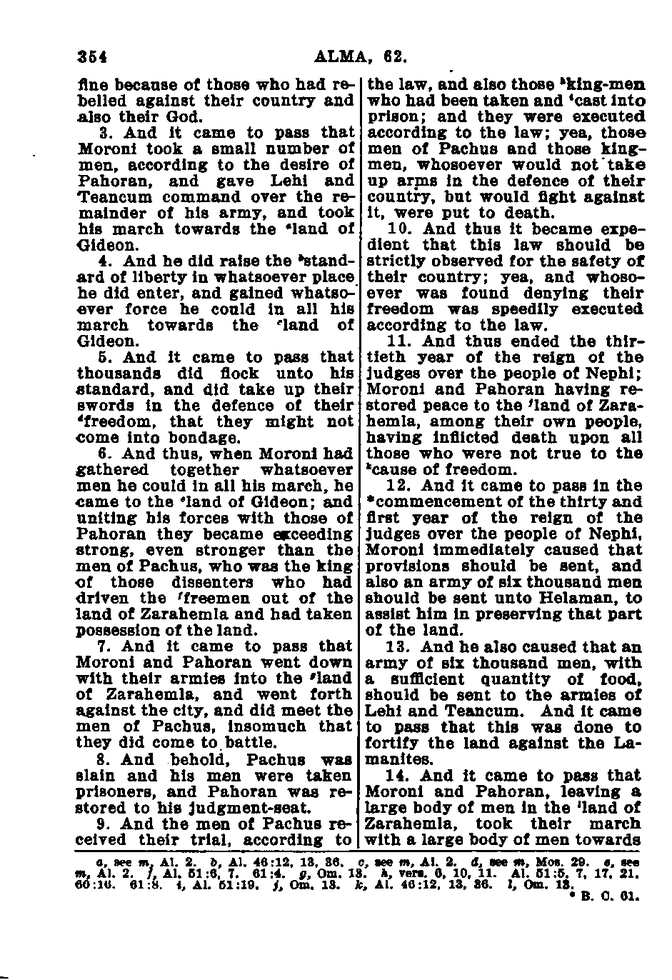 354
ALMA, 62.
fine because of those who had re-
belled against their country and
also their God.
3. And it came to pass that
Moroni took a small number of
men, according to the desire of
Pahoran, and gave Lehi and
Teancum command over the re-
mainder of his army, and took
his march towards the ᵃland of
Gideon.
4. And he did raise the ᵇstand-
ard of liberty in whatsoever place
he did enter, and gained whatso-
ever force he could in all his
march towards the ᶜland of
Gideon.
5. And it came to pass that
thousands did flock unto his
standard, and did take up their
swords in the defence of their
ᵈfreedom, that they might not
come into bondage.
6. And thus, when Moroni had
gathered together whatsoever
men he could in all his march, he
came to the ᵉland of Gideon; and
uniting his forces with those of
Pahoran they became exceeding
strong, even stronger than the
men of Pachus, who was the king
of those dissenters who had
driven the ᶠfreemen out of the
land of Zarahemla and had taken
possession of the land.
7. And it came to pass that
Moroni and Pahoran went down
with their armies into the ᵍland
of Zarahemla, and went forth
against the city, and did meet the
men of Pachus, insomuch that
they did come to battle.
8. And behold, Pachus was
slain and his men were taken
prisoners, and Pahoran was re-
stored to his judgment-seat.
9. And the men of Pachus re-
ceived their trial, according to
the law, and also those ʰking-men
who had been taken and ⁱcast into
prison; and they were executed
according to the law; yea, those
men of Pachus and those king-
men, whosoever would not take
up arms in the defence of their
country, but would fight against
it, were put to death.
10. And thus it became expe-
dient that this law should be
strictly observed for the safety of
their country; yea, and whoso-
ever was found denying their
freedom was speedily executed
according to the law.
11. And thus ended the thir-
tieth year of the reign of the
judges over the people of Nephi;
Moroni and Pahoran having re-
stored peace to the ʲland of Zara-
hemla, among their own people,
having inflicted death upon all
those who were not true to the
ᵏcause of freedom.
12. And it came to pass in the
*commencement of the thirty and
first year of the reign of the
judges over the people of Nephi,
Moroni immediately caused that
provisions should be sent, and
also an army of six thousand men
should be sent unto Helaman, to
assist him in preserving that part
of the land.
13. And he also caused that an
army of six thousand men, with
a sufficient quantity of food,
should be sent to the armies of
Lehi and Teancum. And it came
to pass that this was done to
fortify the land against the La-
manites.
14. And it came to pass that
Moroni and Pahoran, leaving a
large body of men in the ˡland of
Zarahemla, took their march
with a large body of men towards
a, see m, Al. 2. b, Al. 46:12, 13, 36. c, see m, Al. 2. d, see m, Mos. 29. e, see
m, Al. 2. f, Al. 51:6, 7. 61:4. g, Om. 13. h, vers. 6, 10, 11. Al. 51:5, 7, 17, 21.
60:16. 61:8. i, Al. 51:19. j, Om. 13. k, Al. 46:12, 13, 36. l, Om. 13.
* B. C. 61.